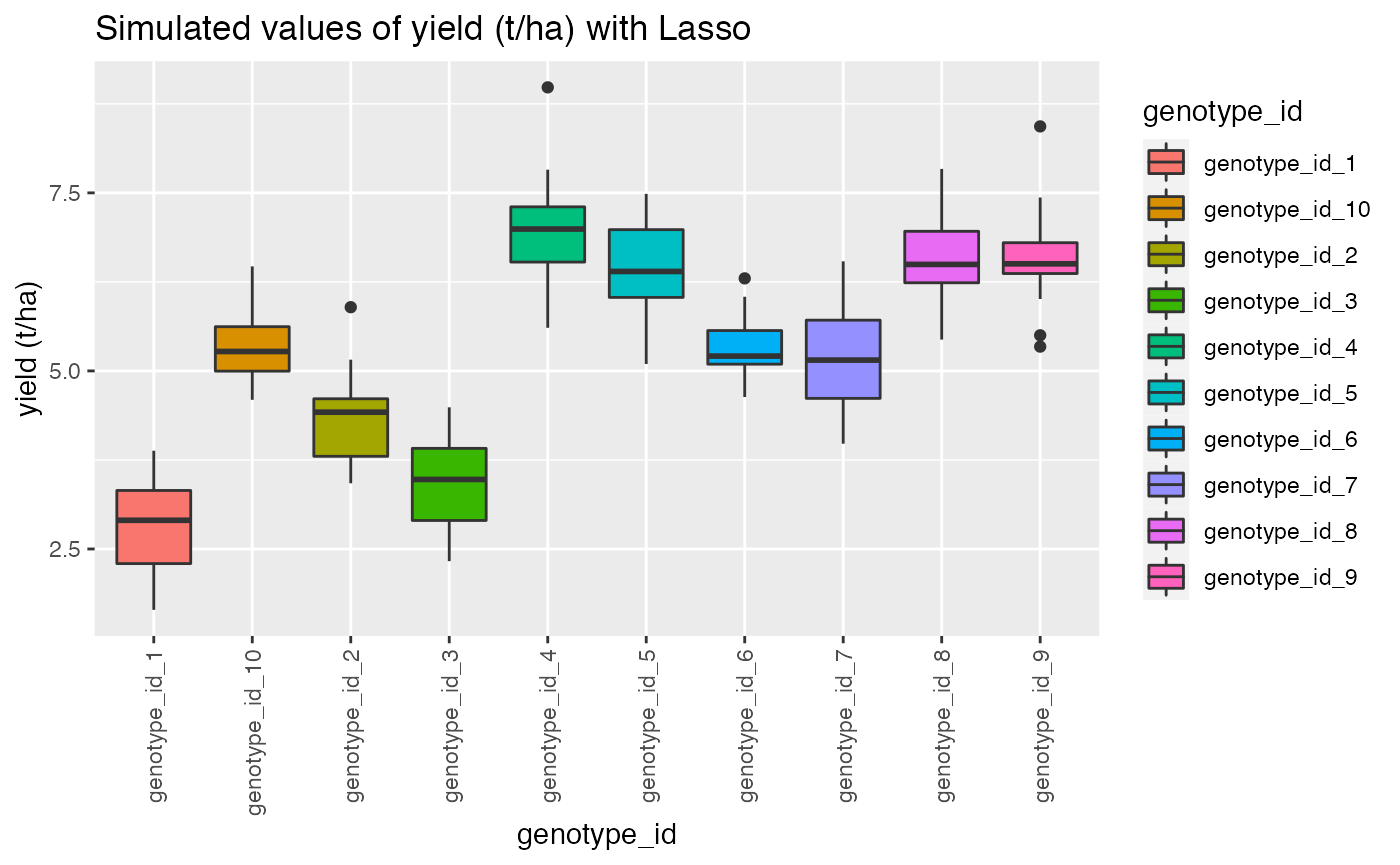 Simulated values of yield (t/ha) with Lasso
yield (t/ha)
7.5
5.0
2.5
genotype_id_1
genotype_id_10
genotype_id_2
genotype_id_3
genotype_id_4
genotype_id_5
genotype_id_6
genotype_id_7
genotype_id_8
genotype_id_9
genotype_id
genotype_id
genotype_id_1
genotype_id_10
genotype_id_2
genotype_id_3
genotype_id_4
genotype_id_5
genotype_id_6
genotype_id_7
genotype_id_8
genotype_id_9